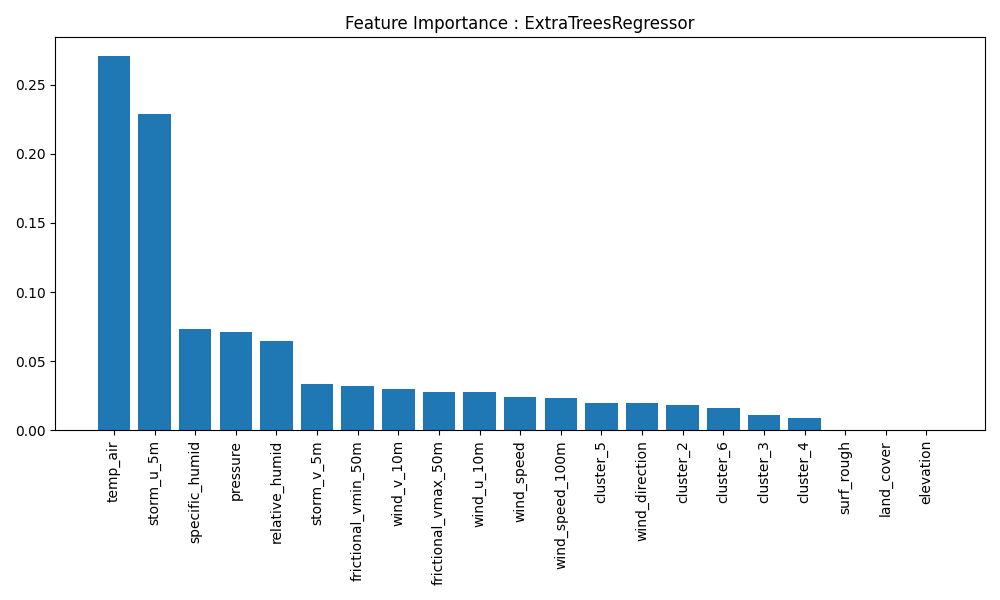 Feature Importance : ExtraTreesRegressor
0.25
0.20
0.15
0.10
0.05
0.00
temp_air
storm_u_5m
specific_humid
pressure
relative_humid
storm_v_5m
frictional_vmin_50m
wind_v_10m
frictional_vmax_50m
wind_u_10m
wind_speed
wind_speed_100m
cluster_5
wind_direction
cluster_2
cluster_6
cluster_3
cluster_4
surf_rough
land_cover
elevation